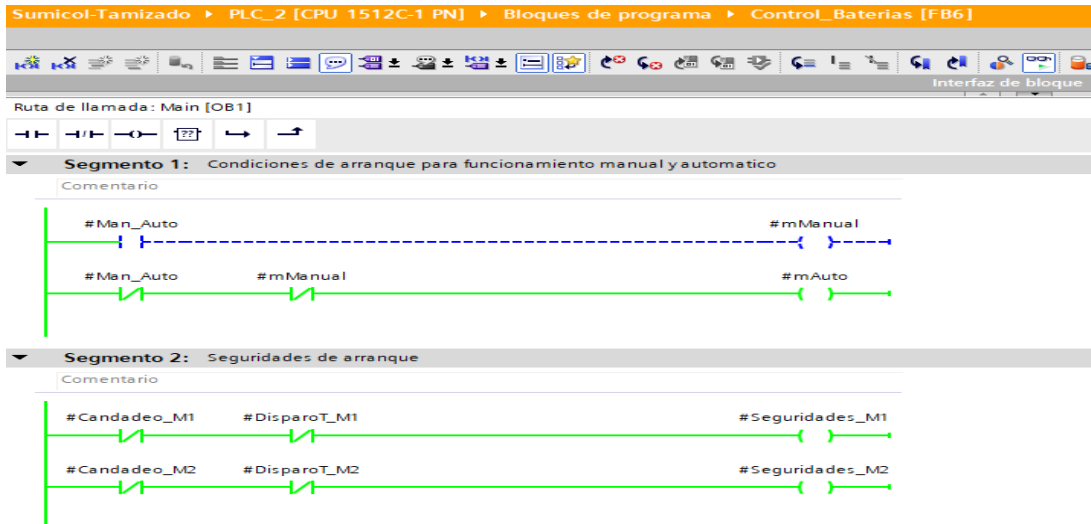 Sumicol-Tamizado ▸ PLC_2 [CPU 1512C-1 PN] ▸ Bloques de programa ▸ Control_Baterias [FB6]
Interfaz de bloque
Ruta de llamada: Main [OB1]
??
Segmento 1: Condiciones de arranque para funcionamiento manual y automatico
Comentario
#Man_Auto #mManual
#Man_Auto #mManual #mAuto
Segmento 2: Seguridades de arranque
Comentario
#Candadeo_M1 #DisparoT_M1 #Seguridades_M1
#Candadeo_M2 #DisparoT_M2 #Seguridades_M2